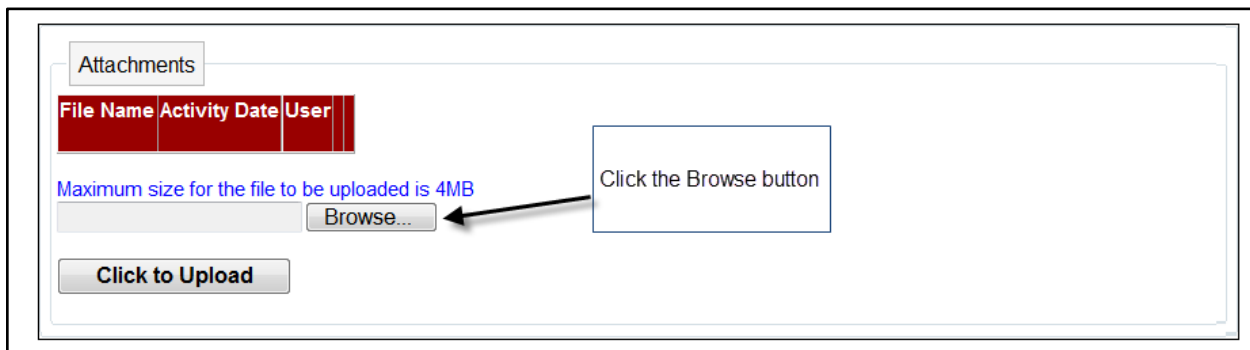 Attachments
File Name Activity Date User
Maximum size for the file to be uploaded is 4MB
Click the Browse button
Browse...
Click to Upload